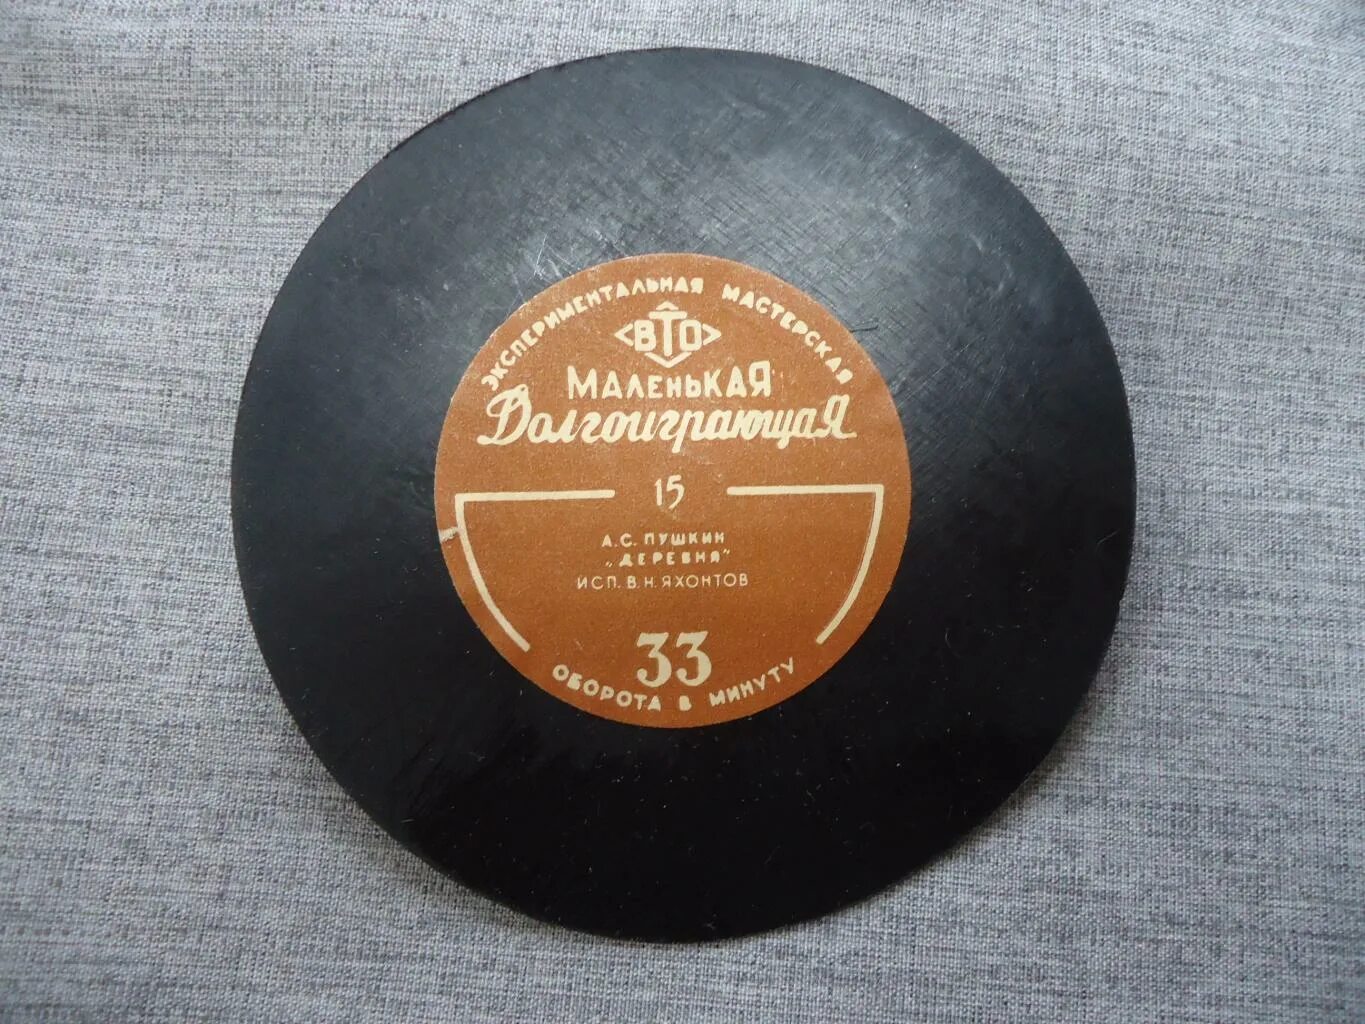 ЭКСПЕРИМЕНТАЛЬНАЯ МАСТЕРСКАЯ
ВТО
МАЛЕНЬКАЯ
Долгоиграющая
15
А.С. ПУШКИН
„ДЕРЕВНЯ"
ИСП. В.Н. ЯХОНТОВ
33
ОБОРОТА В МИНУТУ